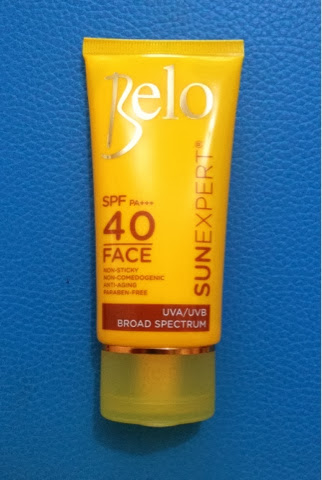 Belo
SUNEXPERT®
SPF PA+++
40
FACE
NON-STICKY
NON-COMEDOGENIC
ANTI-AGING
PARABEN-FREE
UVA/UVB
BROAD SPECTRUM